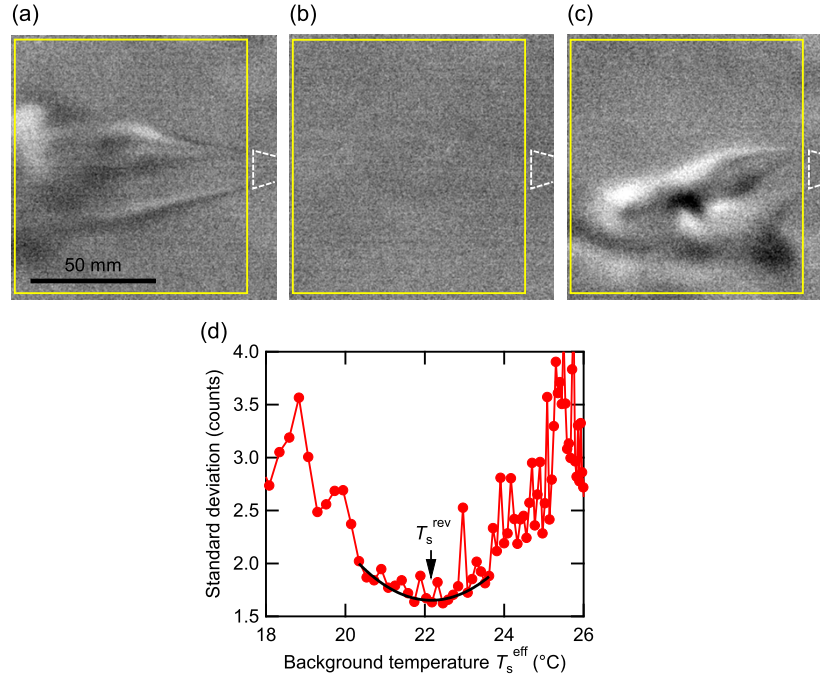 (a)
(b)
(c)
50 mm
(d)
4.0
3.5
3.0
2.5
2.0
1.5
Standard deviation (counts)
T_s^rev
18
20
22
24
26
Background temperature T_s^eff (°C)